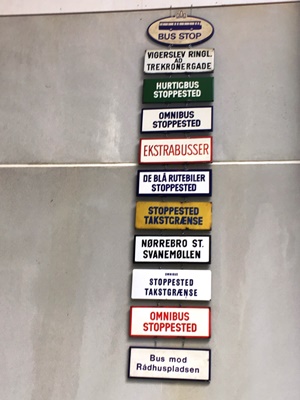 BUS STOP
VIGERSLEV RINGL.
AD
TREKRONERGADE
HURTIGBUS
STOPPESTED
OMNIBUS
STOPPESTED
EKSTRABUSSER
DE BLÅ RUTEBILER
STOPPESTED
STOPPESTED
TAKSTGRÆNSE
NØRREBRO ST.
SVANEMØLLEN
OMNIBUS
STOPPESTED
TAKSTGRÆNSE
OMNIBUS
STOPPESTED
Bus mod
Rådhuspladsen